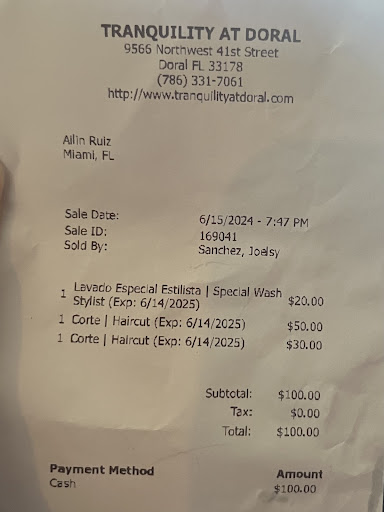 TRANQUILITY AT DORAL
9566 Northwest 41st Street
Doral FL 33178
(786) 331-7061
http://www.tranquilityatdoral.com
Ailin Ruiz
Miami, FL
Sale Date: 6/15/2024 - 7:47 PM
Sale ID: 169041
Sold By: Sanchez, Joelsy
1 Lavado Especial Estilista | Special Wash
Stylist (Exp: 6/14/2025) $20.00
1 Corte | Haircut (Exp: 6/14/2025) $50.00
1 Corte | Haircut (Exp: 6/14/2025) $30.00
Subtotal: $100.00
Tax: $0.00
Total: $100.00
Payment Method Amount
Cash $100.00